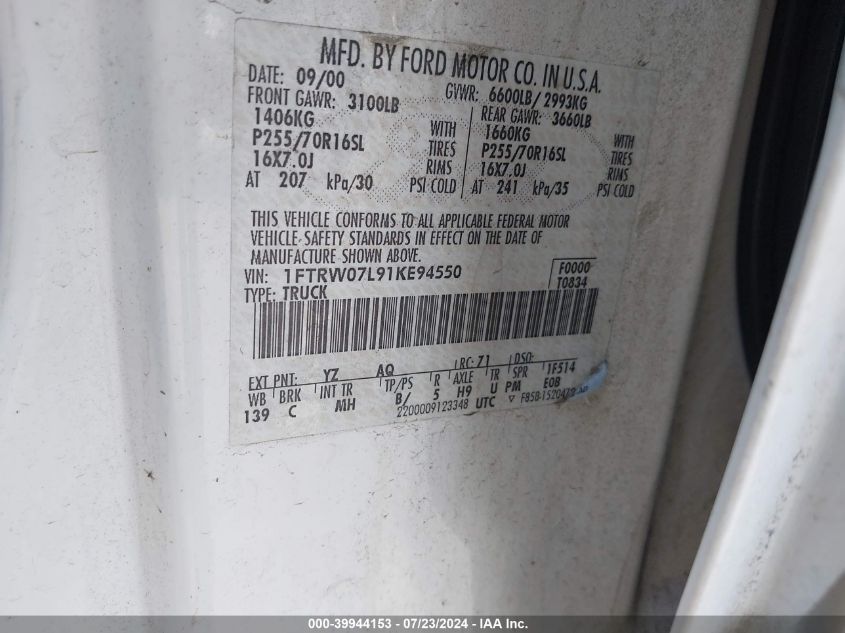 MFD. BY FORD MOTOR CO. IN U.S.A.
DATE: 09/00 GVWR: 6600LB/ 2993KG
FRONT GAWR: 3100LB REAR GAWR: 3660LB
1406KG WITH 1660KG WITH
P255/70R16SL TIRES P255/70R16SL TIRES
16X7.0J RIMS 16X7.0J RIMS
AT 207 kPa/30 PSI COLD AT 241 kPa/35 PSI COLD
THIS VEHICLE CONFORMS TO ALL APPLICABLE FEDERAL MOTOR
VEHICLE SAFETY STANDARDS IN EFFECT ON THE DATE OF
MANUFACTURE SHOWN ABOVE.
VIN: 1FTRW07L91KE94550 F0000
TYPE: TRUCK T0834
EXT PNT: YZ AQ RC: 71 DSO:
WB BRK INT TR TP/PS R AXLE TR SPR 1F514
139 C MH B/ 5 H9 U PM E0B
2200009123348 UTC
000-39944153 - 07/23/2024 - IAA Inc.